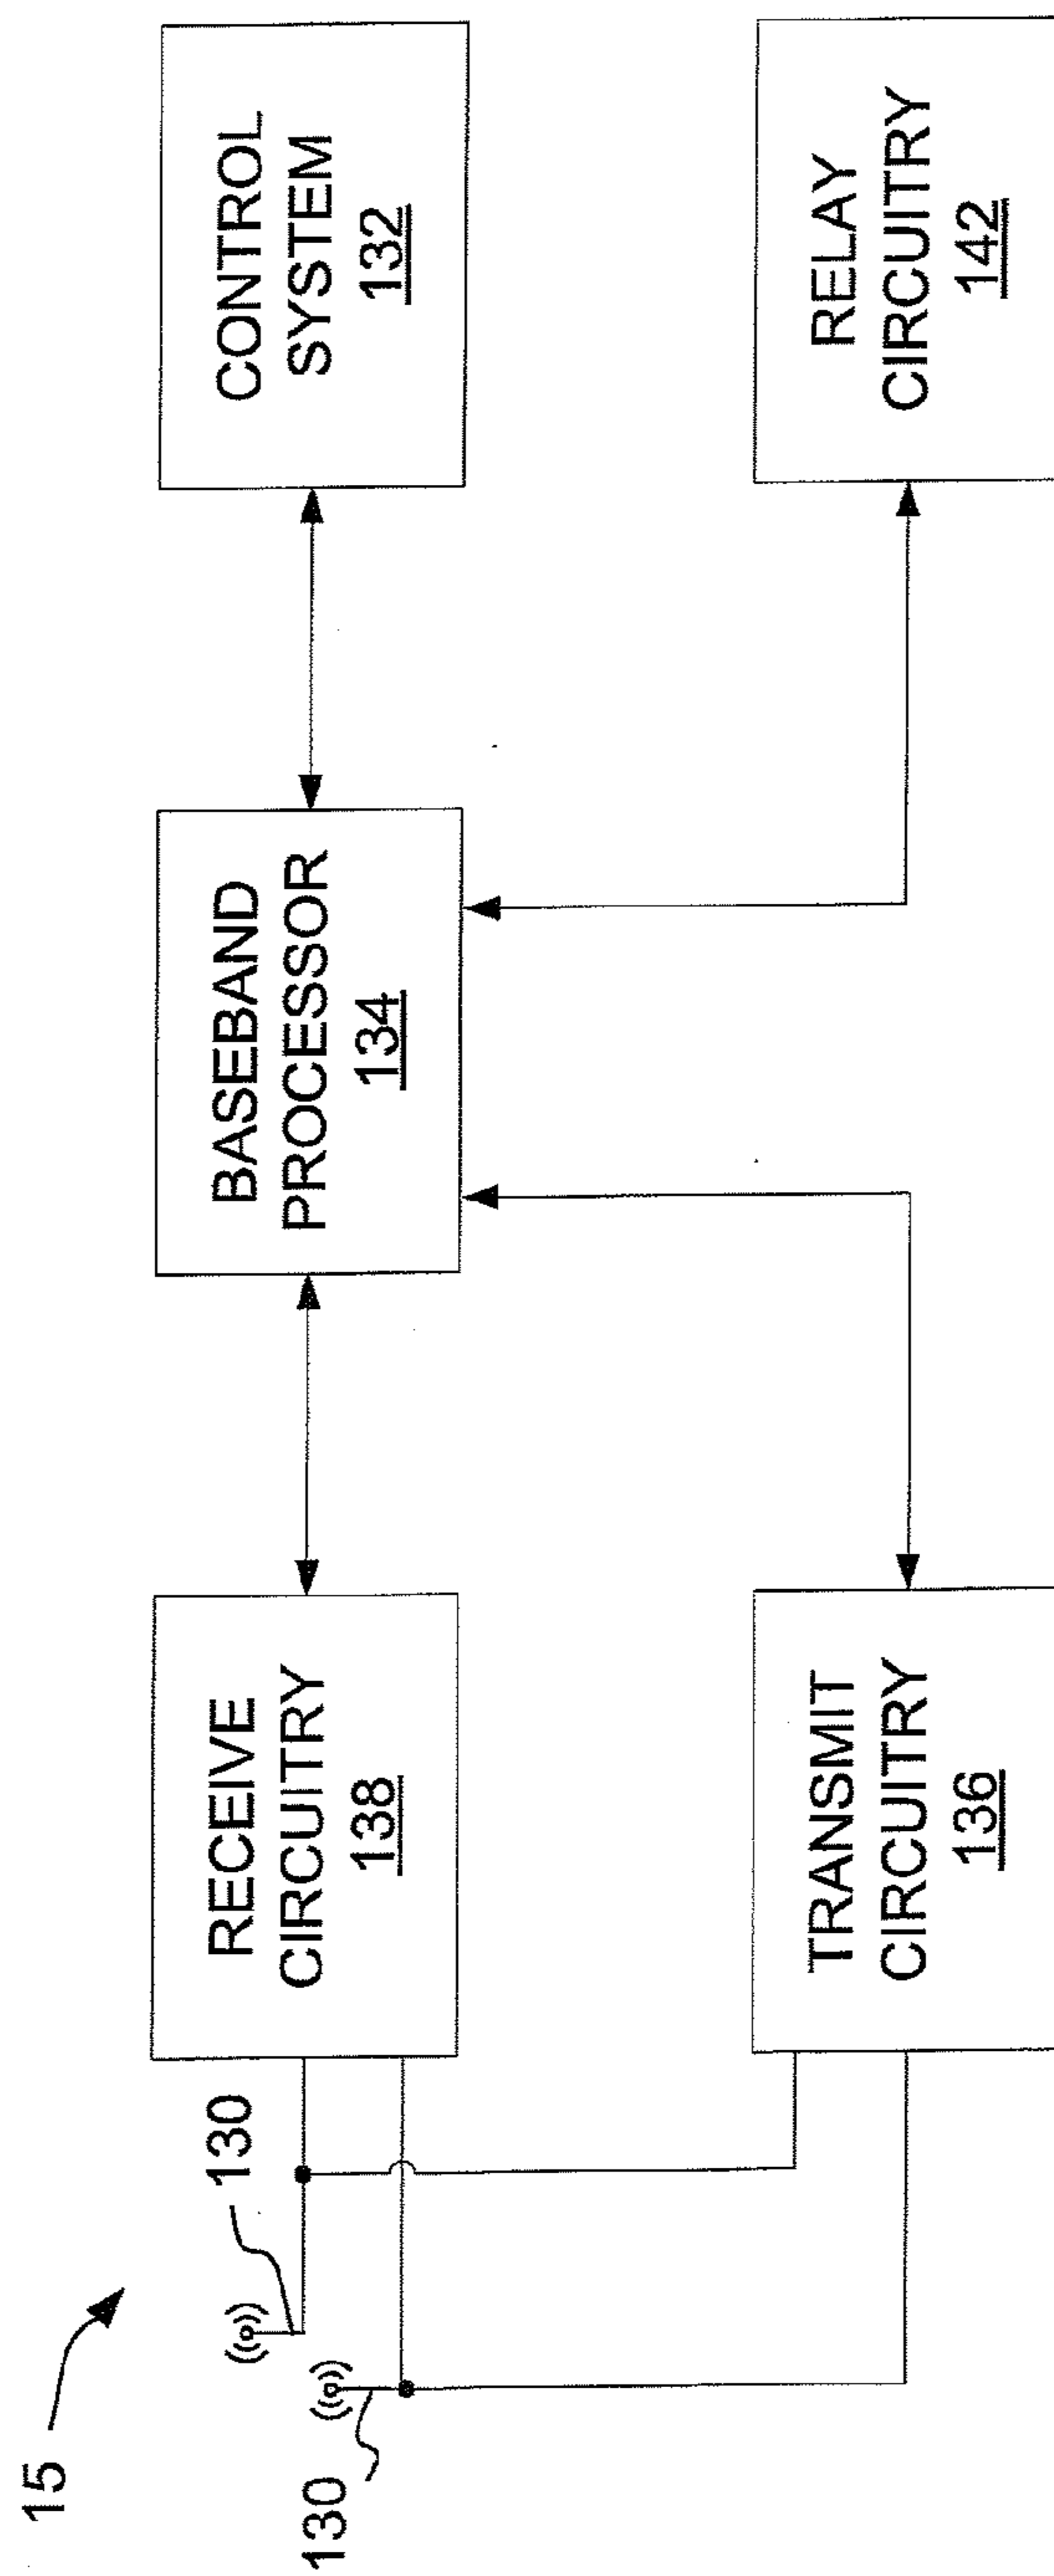 15
130
130
RECEIVE
CIRCUITRY
138
BASEBAND
PROCESSOR
134
CONTROL
SYSTEM
132
TRANSMIT
CIRCUITRY
136
RELAY
CIRCUITRY
142